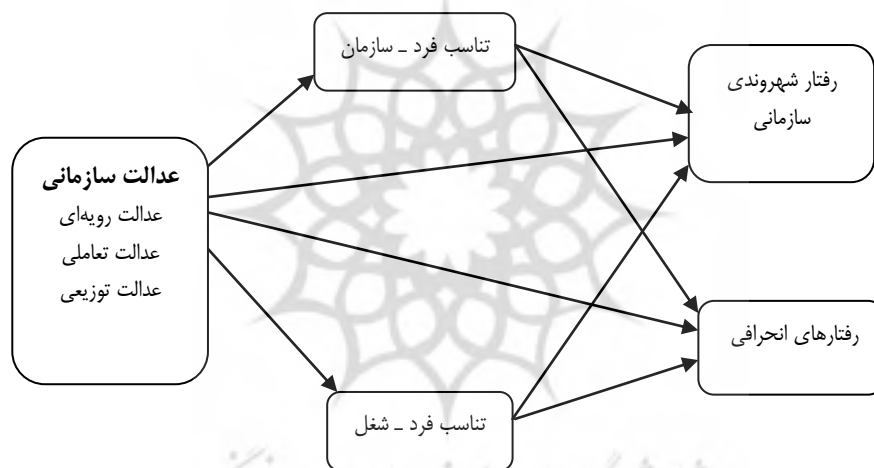 تناسب فرد ـ سازمان
رفتار شهروندی
سازمانی
عدالت سازمانی
عدالت رویه‌ای
عدالت تعاملی
عدالت توزیعی
رفتارهای انحرافی
تناسب فرد ـ شغل